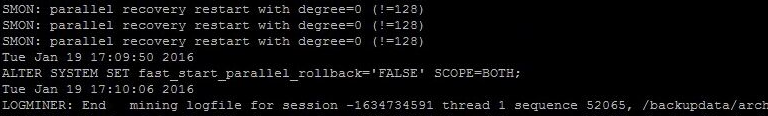 SMON: parallel recovery restart with degree=0 (!=128)
SMON: parallel recovery restart with degree=0 (!=128)
SMON: parallel recovery restart with degree=0 (!=128)
Tue Jan 19 17:09:50 2016
ALTER SYSTEM SET fast_start_parallel_rollback='FALSE' SCOPE=BOTH;
Tue Jan 19 17:10:06 2016
LOGMINER: End   mining logfile for session -1634734591 thread 1 sequence 52065, /backupdata/arch